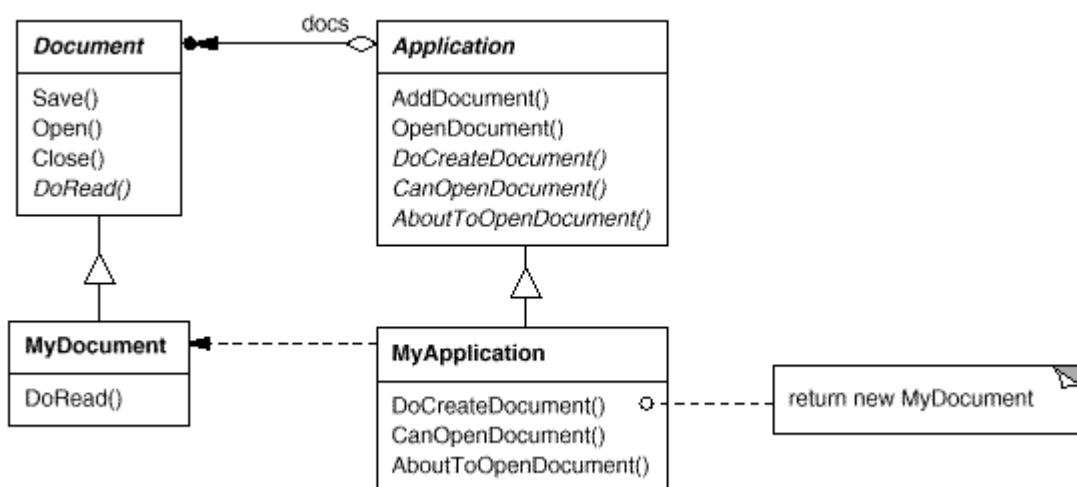 docs
Document
Save()
Open()
Close()
DoRead()
Application
AddDocument()
OpenDocument()
DoCreateDocument()
CanOpenDocument()
AboutToOpenDocument()
MyDocument
DoRead()
MyApplication
DoCreateDocument()
CanOpenDocument()
AboutToOpenDocument()
return new MyDocument